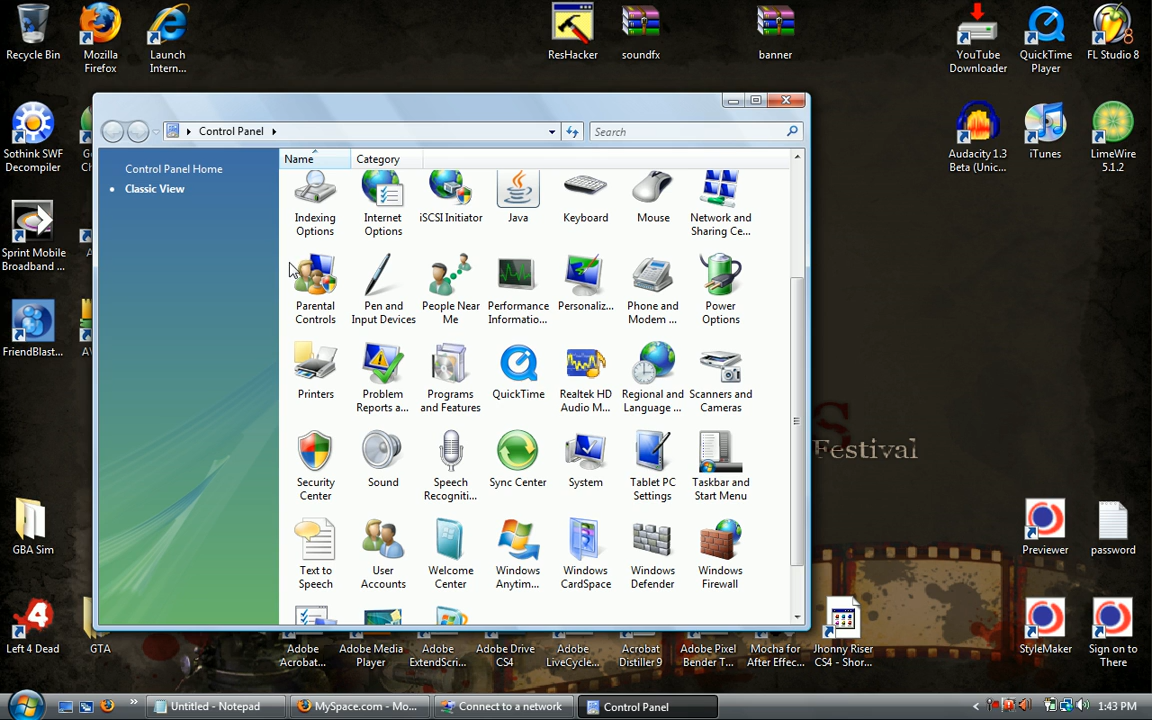 Recycle Bin
Mozilla
Firefox
Launch
Intern...
ResHacker
soundfx
banner
YouTube
Downloader
QuickTime
Player
FL Studio 8
Sothink SWF
Decompiler
Audacity 1.3
Beta (Unic...
iTunes
LimeWire
5.1.2
Sprint Mobile
Broadband ...
FriendBlast...
GBA Sim
Left 4 Dead
GTA
Control Panel
Search
Control Panel Home
Classic View
Name
Category
Indexing
Options
Internet
Options
iSCSI Initiator
Java
Keyboard
Mouse
Network and
Sharing Ce...
Parental
Controls
Pen and
Input Devices
People Near
Me
Performance
Informatio...
Personaliz...
Phone and
Modem ...
Power
Options
Printers
Problem
Reports a...
Programs
and Features
QuickTime
Realtek HD
Audio M...
Regional and
Language ...
Scanners and
Cameras
Security
Center
Sound
Speech
Recogniti...
Sync Center
System
Tablet PC
Settings
Taskbar and
Start Menu
Text to
Speech
User
Accounts
Welcome
Center
Windows
Anytim...
Windows
CardSpace
Windows
Defender
Windows
Firewall
Festival
Previewer
password
Adobe
Acrobat...
Adobe Media
Player
Adobe
ExtendScri...
Adobe Drive
CS4
Adobe
LiveCycle...
Acrobat
Distiller 9
Adobe Pixel
Bender T...
Mocha for
After Effec...
Jhonny Riser
CS4 - Shor...
StyleMaker
Sign on to
There
Untitled - Notepad
MySpace.com - Mo...
Connect to a network
Control Panel
1:43 PM